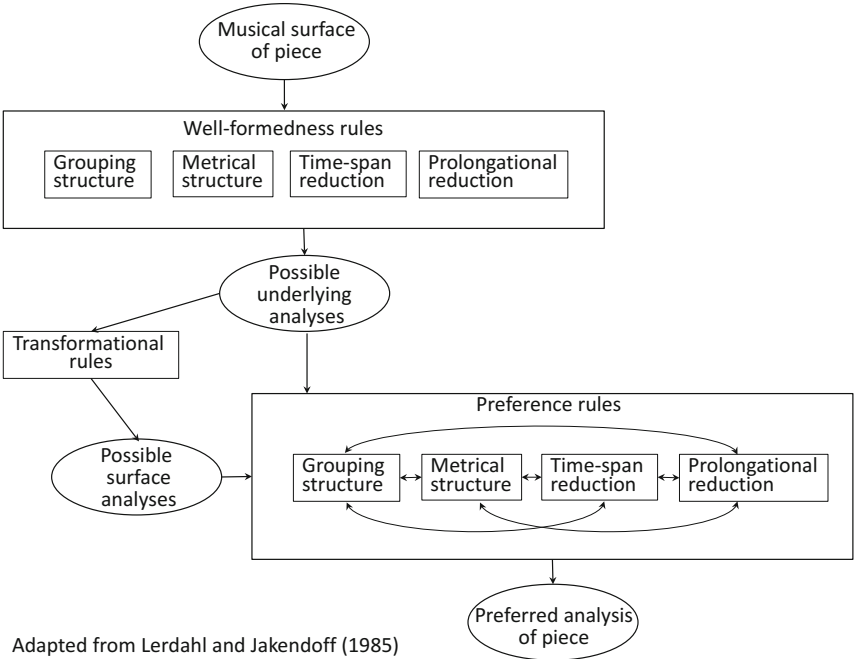 Musical surface
of piece
Well-formedness rules
Grouping
structure
Metrical
structure
Time-span
reduction
Prolongational
reduction
Possible
underlying
analyses
Transformational
rules
Preference rules
Possible
surface
analyses
Grouping
structure
Metrical
structure
Time-span
reduction
Prolongational
reduction
Preferred analysis
of piece
Adapted from Lerdahl and Jakendoff (1985)